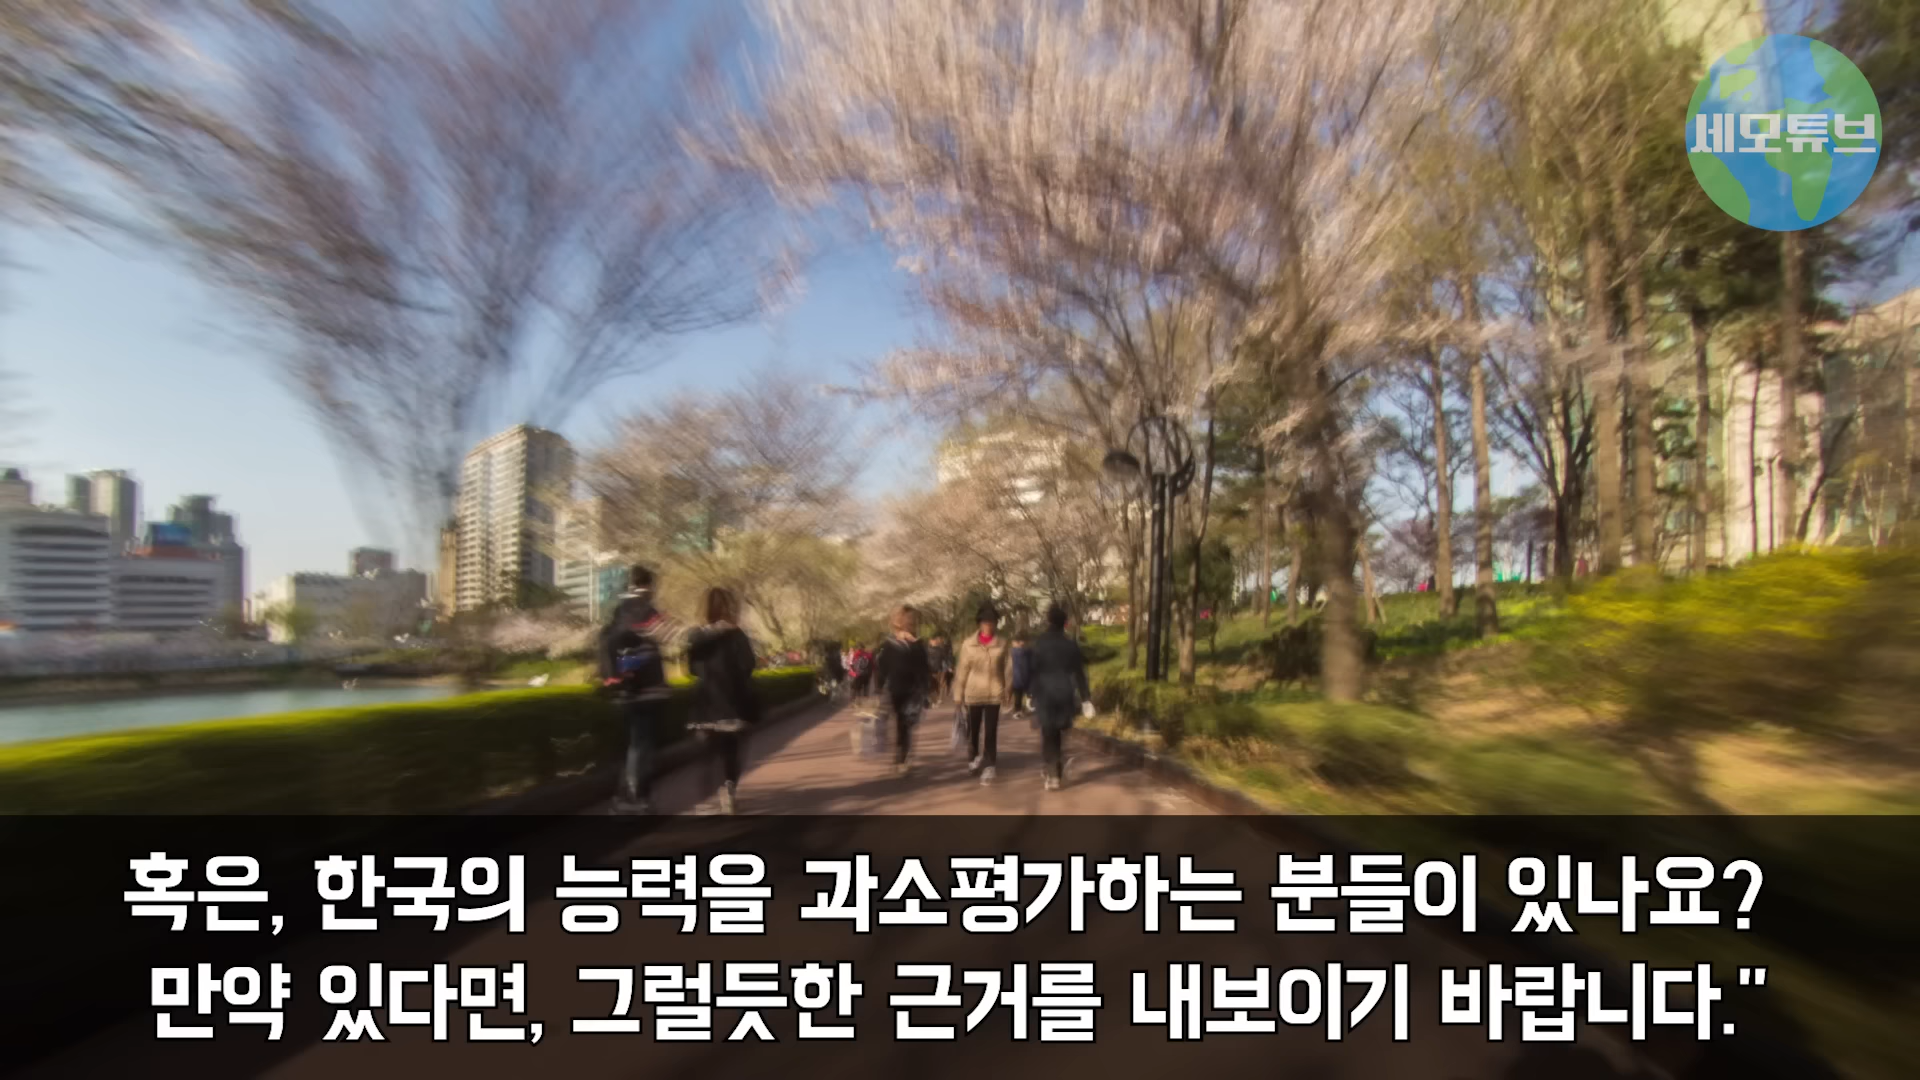 세모튜브
혹은, 한국의 능력을 과소평가하는 분들이 있나요?
만약 있다면, 그럴듯한 근거를 내보이기 바랍니다."